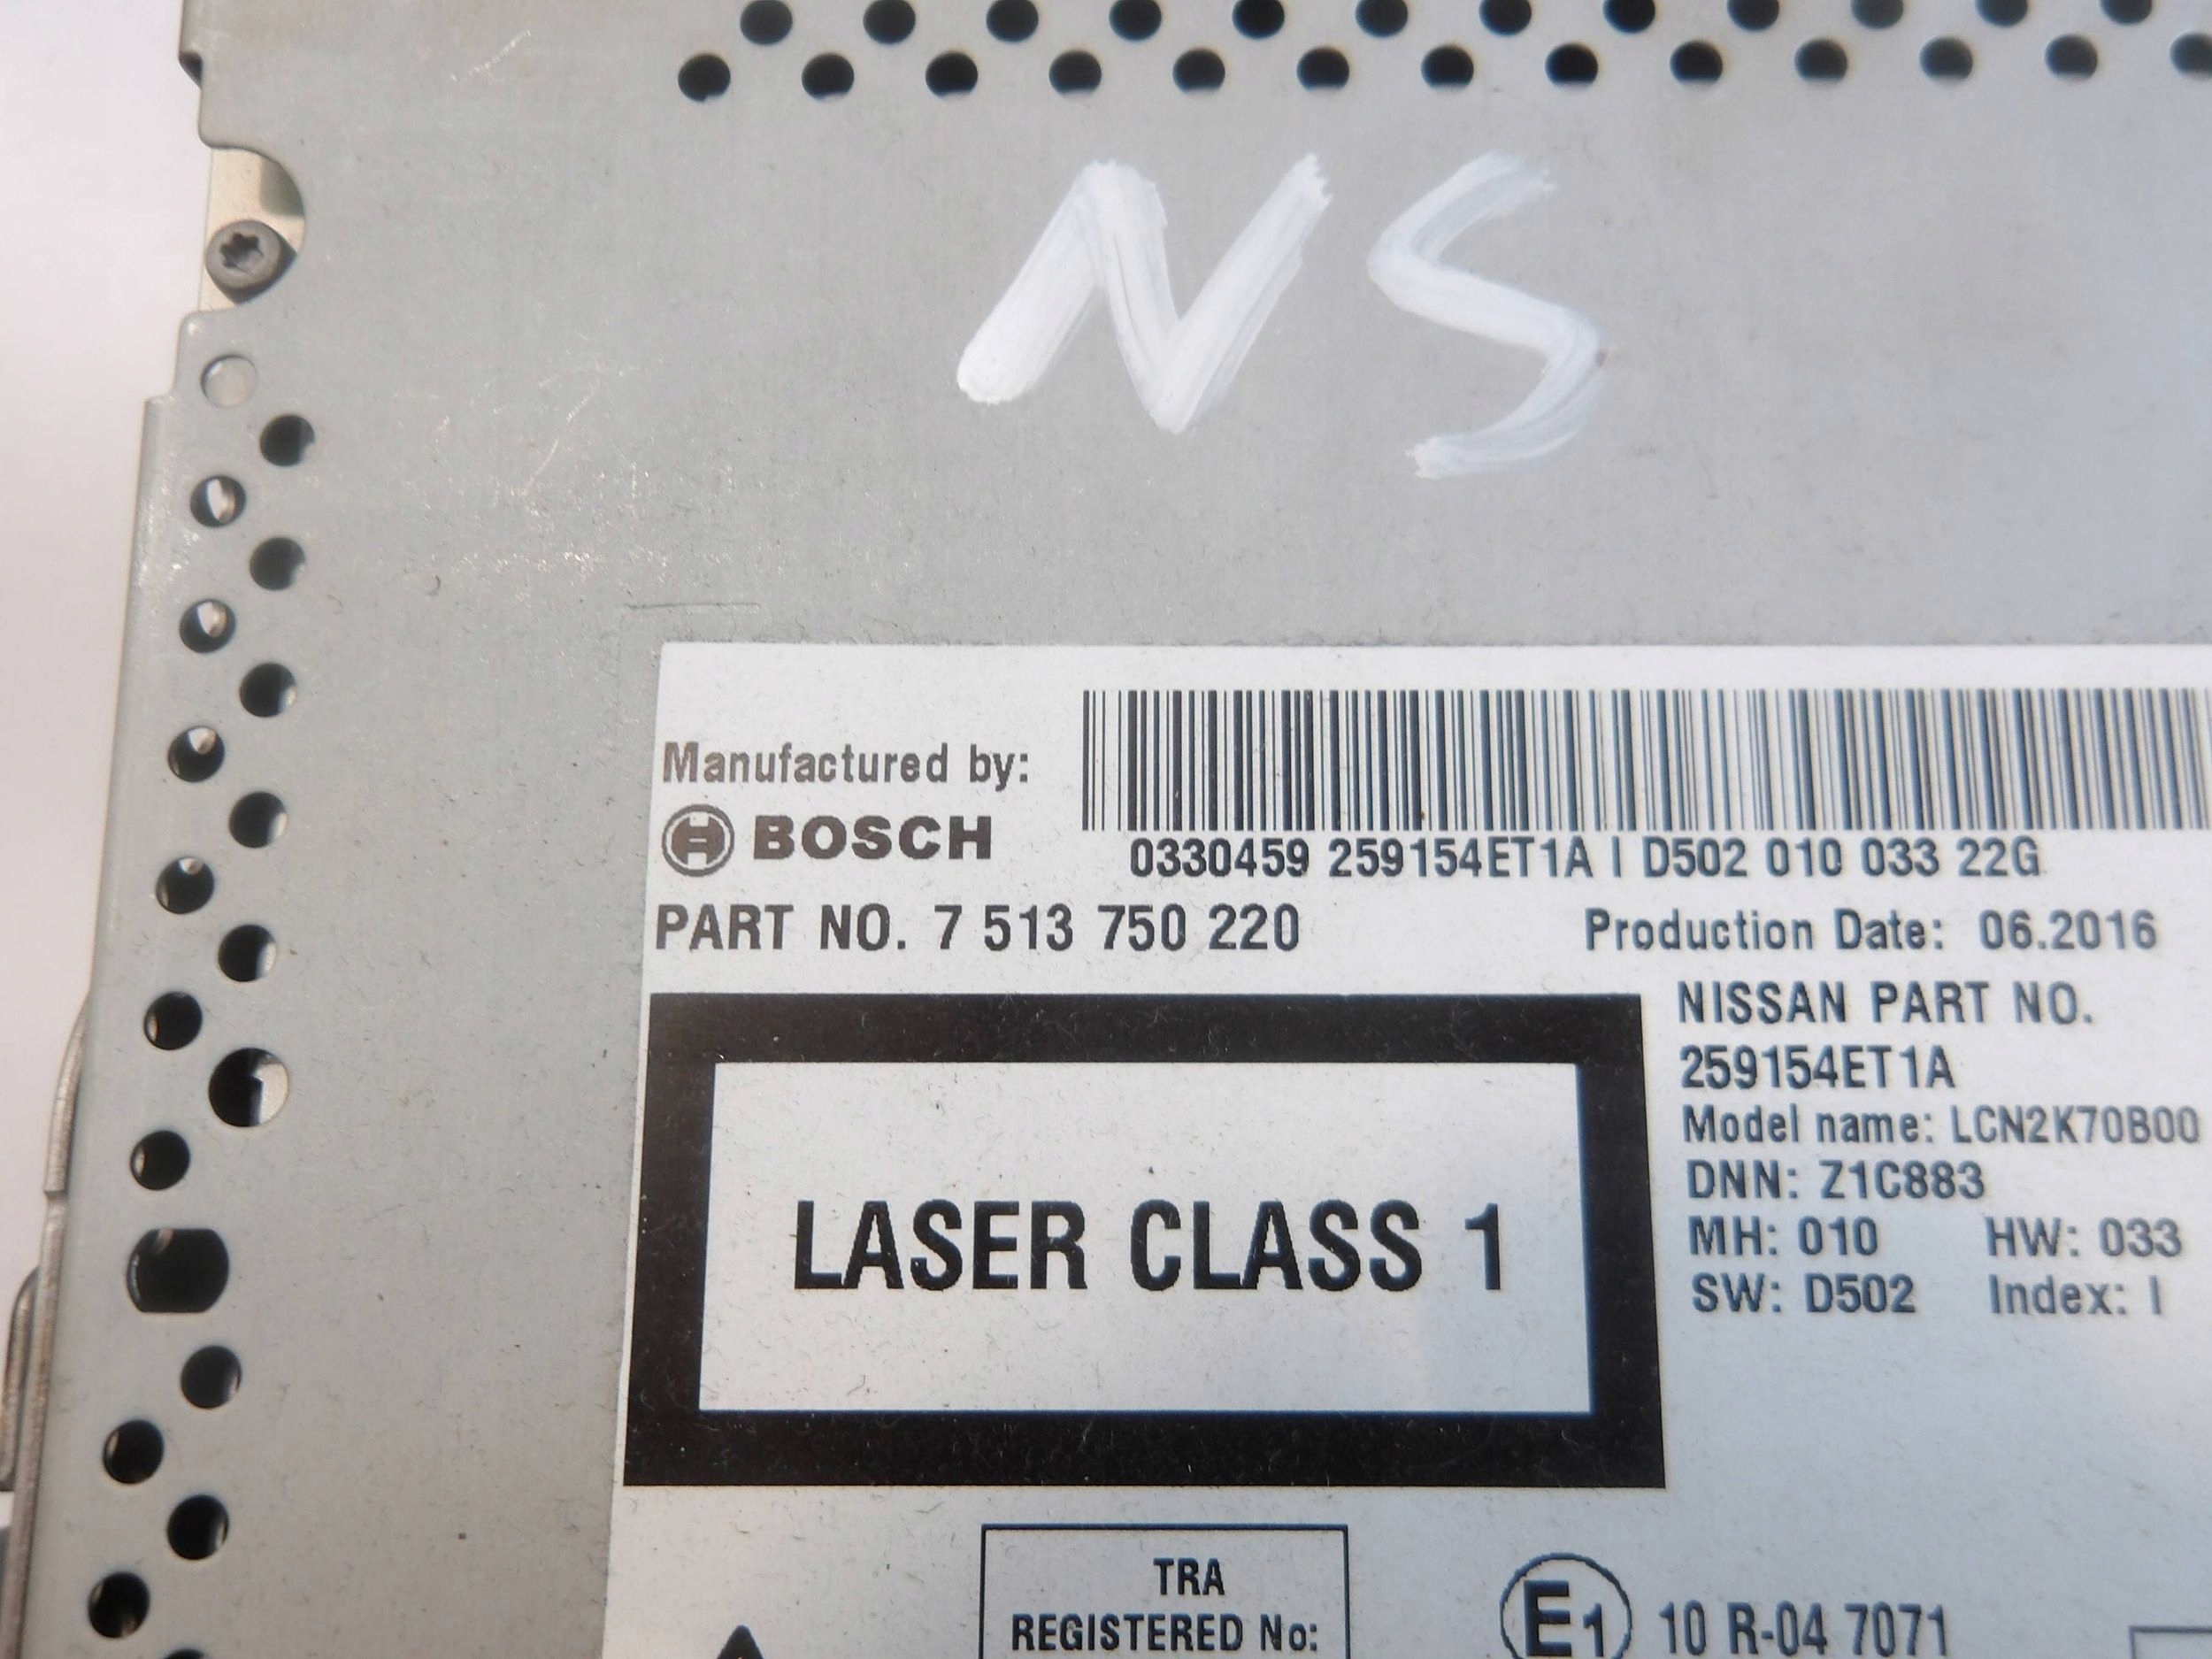 NS
Manufactured by:
BOSCH
0330459 259154ET1A I D502 010 033 22G
PART NO. 7 513 750 220
Production Date: 06.2016
NISSAN PART NO.
259154ET1A
Model name: LCN2K70B00
DNN: Z1C883
MH: 010 HW: 033
SW: D502 Index: I
LASER CLASS 1
TRA
REGISTERED No:
E1 10 R-04 7071